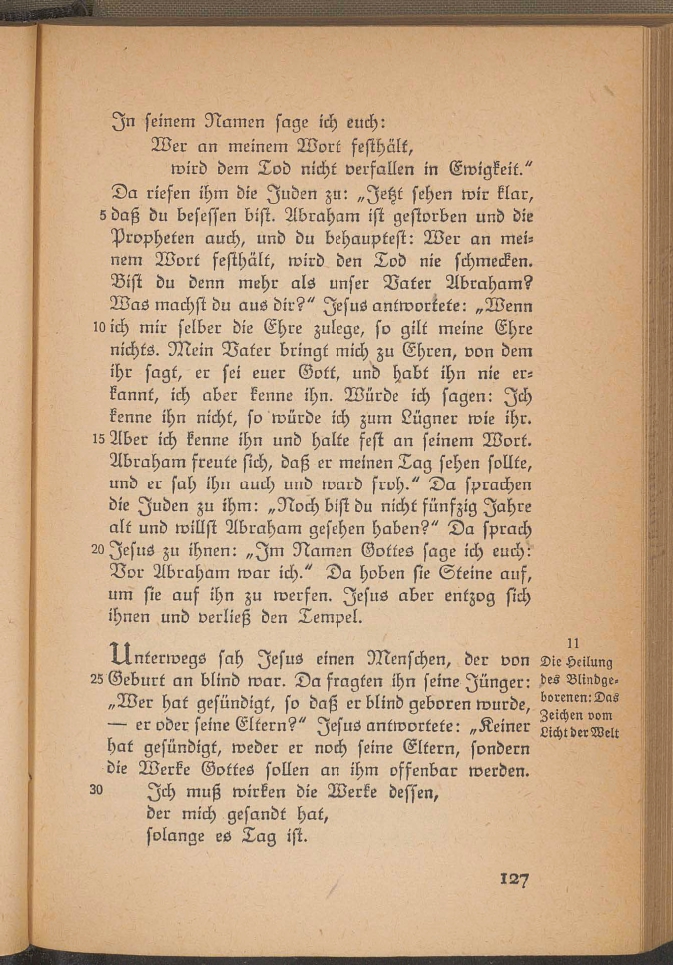 In seinem Namen sage ich euch:
Wer an meinem Wort festhält,
wird dem Tod nicht verfallen in Ewigkeit.“
Da riefen ihm die Juden zu: „Jetzt sehen wir klar,
5 daß du besessen bist. Abraham ist gestorben und die
Propheten auch, und du behauptest: Wer an mei-
nem Wort festhält, wird den Tod nie schmecken.
Bist du denn mehr als unser Vater Abraham?
Was machst du aus dir?“ Jesus antwortete: „Wenn
10 ich mir selber die Ehre zulege, so gilt meine Ehre
nichts. Mein Vater bringt mich zu Ehren, von dem
ihr sagt, er sei euer Gott, und habt ihn nie er-
kannt, ich aber kenne ihn. Würde ich sagen: Ich
kenne ihn nicht, so würde ich zum Lügner wie ihr.
15 Aber ich kenne ihn und halte fest an seinem Wort.
Abraham freute sich, daß er meinen Tag sehen sollte,
und er sah ihn auch und ward froh.“ Da sprachen
die Juden zu ihm: „Noch bist du nicht fünfzig Jahre
alt und willst Abraham gesehen haben?“ Da sprach
20 Jesus zu ihnen: „Im Namen Gottes sage ich euch:
Vor Abraham war ich.“ Da hoben sie Steine auf,
um sie auf ihn zu werfen. Jesus aber entzog sich
ihnen und verließ den Tempel.
Unterwegs sah Jesus einen Menschen, der von
25 Geburt an blind war. Da fragten ihn seine Jünger:
„Wer hat gesündigt, so daß er blind geboren wurde,
— er oder seine Eltern?“ Jesus antwortete: „Keiner
hat gesündigt, weder er noch seine Eltern, sondern
die Werke Gottes sollen an ihm offenbar werden.
30 Ich muß wirken die Werke dessen,
der mich gesandt hat,
solange es Tag ist.
11
Die Heilung
des Blindge-
borenen: Das
Zeichen vom
Licht der Welt
127